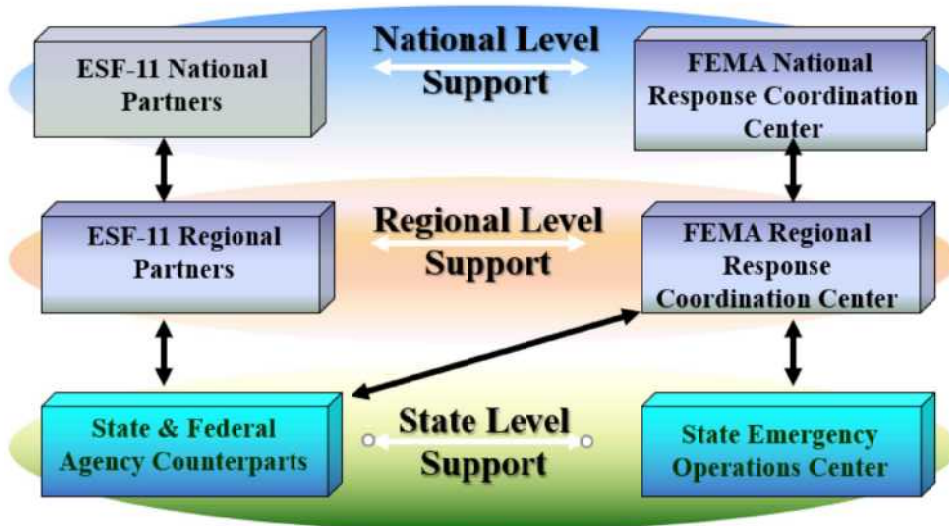 ESF-11 National
Partners
National Level
Support
FEMA National
Response Coordination
Center
ESF-11 Regional
Partners
Regional Level
Support
FEMA Regional
Response
Coordination Center
State & Federal
Agency Counterparts
State Level
Support
State Emergency
Operations Center